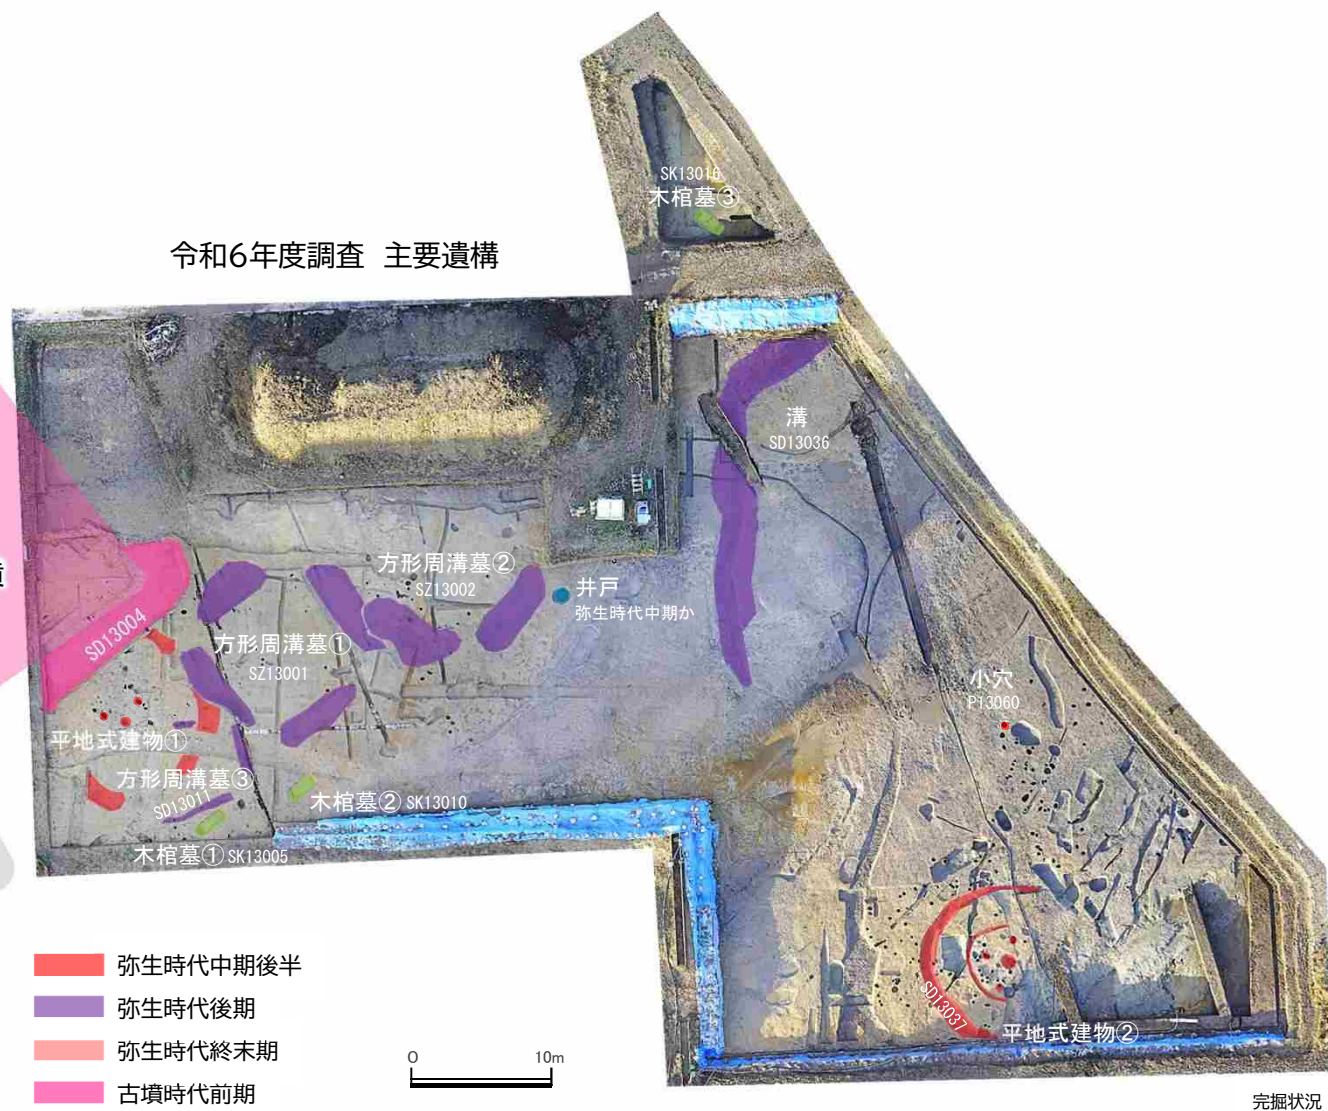 SK13016
木棺墓③
令和6年度調査 主要遺構
溝
SD13036
方形周溝墓②
SZ13002
井戸
弥生時代中期か
SD13004
方形周溝墓①
SZ13001
小穴
P13060
平地式建物①
方形周溝墓③
SD13011
木棺墓② SK13010
木棺墓① SK13005
SD13037
平地式建物②
弥生時代中期後半
弥生時代後期
弥生時代終末期
古墳時代前期
0 10m
完掘状況